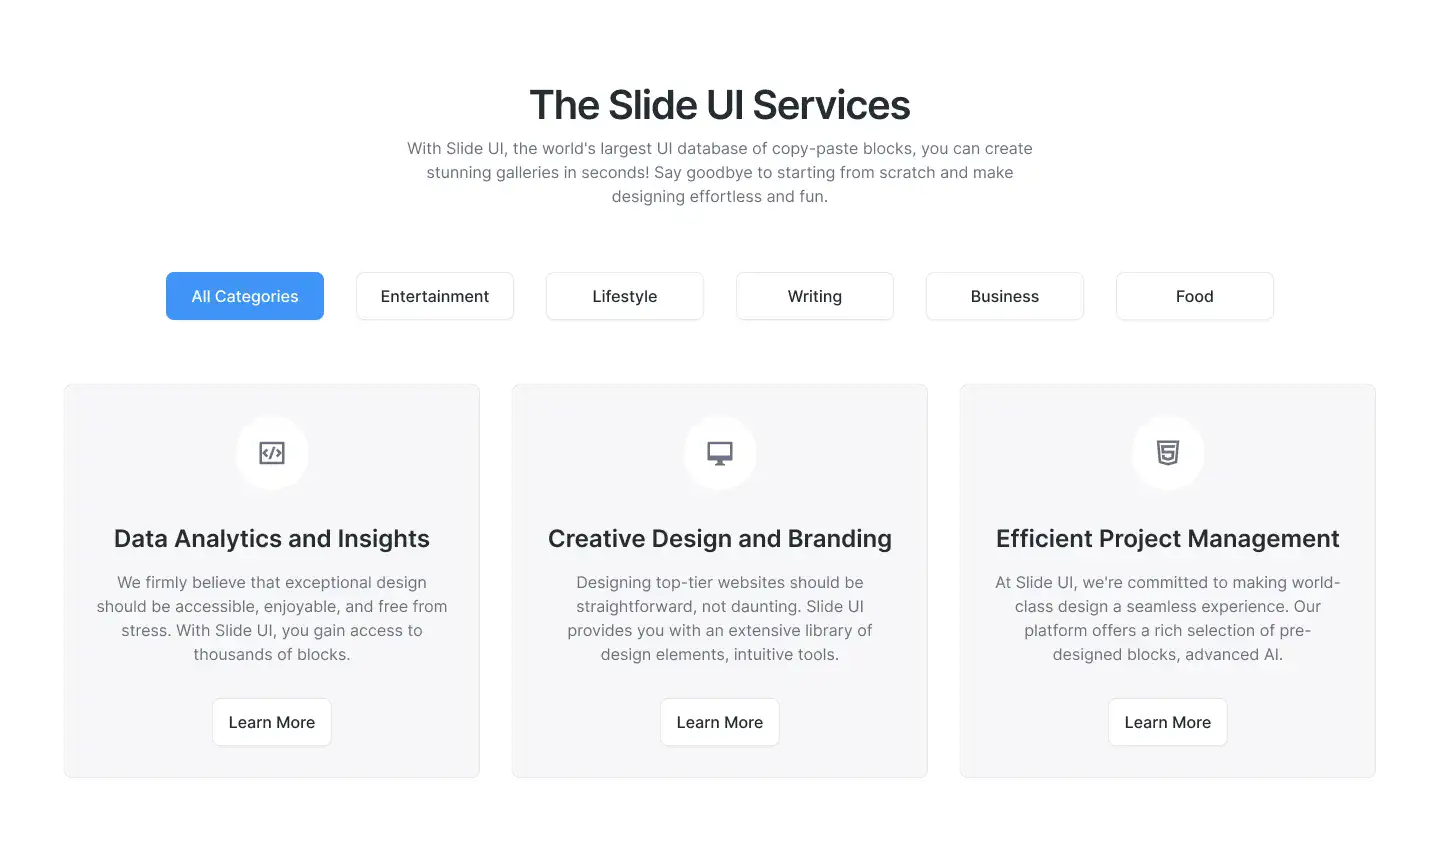 The Slide UI Services
With Slide UI, the world's largest UI database of copy-paste blocks, you can create
stunning galleries in seconds! Say goodbye to starting from scratch and make
designing effortless and fun.
All Categories
Entertainment
Lifestyle
Writing
Business
Food
Data Analytics and Insights
We firmly believe that exceptional design
should be accessible, enjoyable, and free from
stress. With Slide UI, you gain access to
thousands of blocks.
Learn More
Creative Design and Branding
Designing top-tier websites should be
straightforward, not daunting. Slide UI
provides you with an extensive library of
design elements, intuitive tools.
Learn More
Efficient Project Management
At Slide UI, we're committed to making world-
class design a seamless experience. Our
platform offers a rich selection of pre-
designed blocks, advanced AI.
Learn More